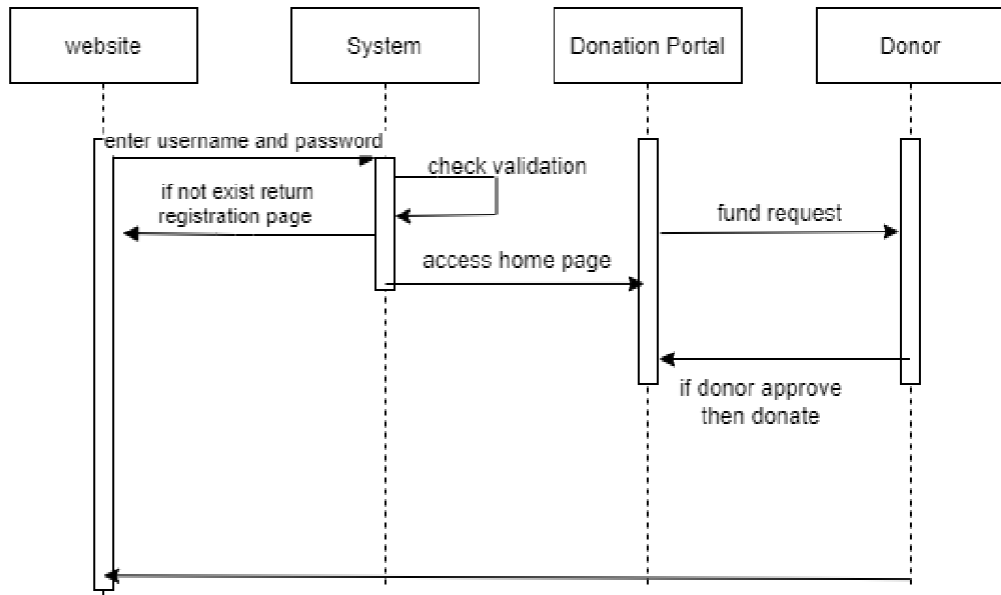 website
System
Donation Portal
Donor
enter username and password
check validation
if not exist return
registration page
fund request
access home page
if donor approve
then donate